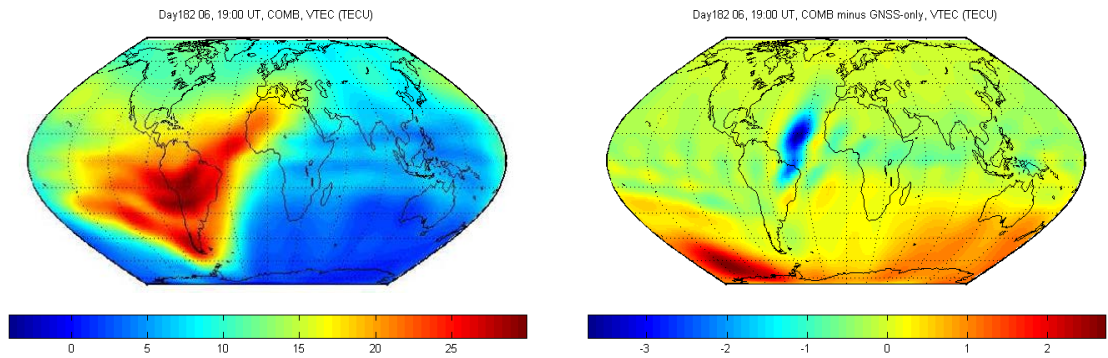 Day182 06, 19:00 UT, COMB, VTEC (TECU)
0 5 10 15 20 25
Day182 06, 19:00 UT, COMB minus GNSS-only, VTEC (TECU)
-3 -2 -1 0 1 2